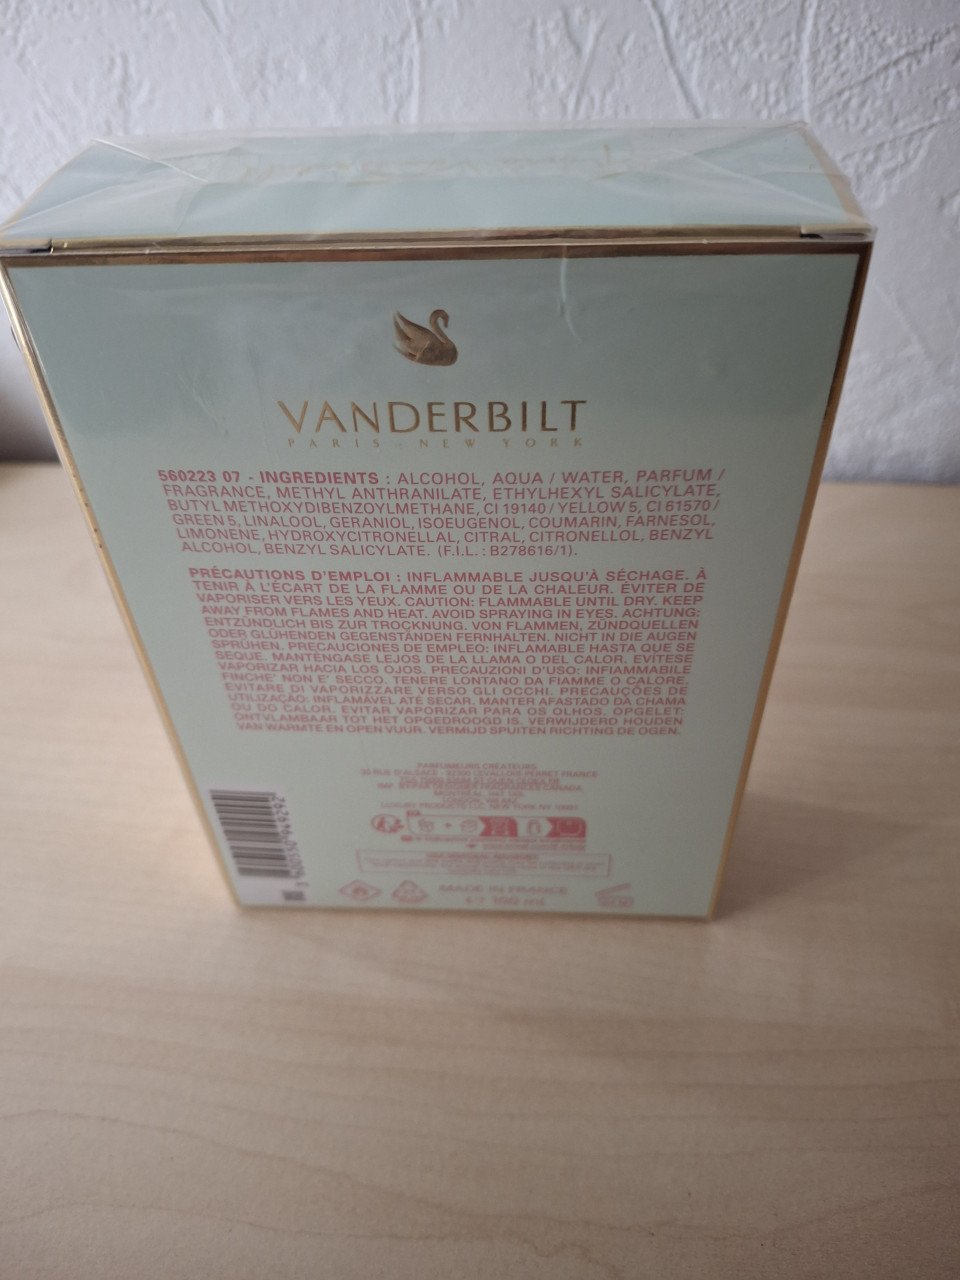 VANDERBILT
PARIS - NEW YORK
560223 07 - INGREDIENTS : ALCOHOL, AQUA / WATER, PARFUM /
FRAGRANCE, METHYL ANTHRANILATE, ETHYLHEXYL SALICYLATE,
BUTYL METHOXYDIBENZOYLMETHANE, CI 19140 / YELLOW 5, CI 61570 /
GREEN 5, LINALOOL, GERANIOL, ISOEUGENOL, COUMARIN, FARNESOL,
LIMONENE, HYDROXYCITRONELLAL, CITRAL, CITRONELLOL, BENZYL
ALCOHOL, BENZYL SALICYLATE. (F.I.L. : B278616/1).
PRÉCAUTIONS D'EMPLOI : INFLAMMABLE JUSQU'À SÉCHAGE. À
TENIR À L'ÉCART DE LA FLAMME OU DE LA CHALEUR. ÉVITER DE
VAPORISER VERS LES YEUX. CAUTION: FLAMMABLE UNTIL DRY. KEEP
AWAY FROM FLAMES AND HEAT. AVOID SPRAYING IN EYES. ACHTUNG:
ENTZÜNDLICH BIS ZUR TROCKNUNG. VON FLAMMEN, ZÜNDQUELLEN
ODER GLÜHENDEN GEGENSTÄNDEN FERNHALTEN. NICHT IN DIE AUGEN
SPRÜHEN. PRECAUCIONES DE EMPLEO: INFLAMABLE HASTA QUE SE
SEQUE. MANTÉNGASE LEJOS DE LA LLAMA O DEL CALOR. EVITESE
VAPORIZAR HACIA LOS OJOS. PRECAUZIONI D'USO: INFIAMMABILE
FINCHE' NON E' SECCO. TENERE LONTANO DA FIAMME O CALORE.
EVITARE DI VAPORIZZARE VERSO GLI OCCHI. PRECAUÇÕES DE
UTILIZAÇÃO: INFLAMÁVEL ATÉ SECAR. MANTER AFASTADO DA CHAMA
OU DO CALOR. EVITAR VAPORIZAR PARA OS OLHOS. OPGELET:
ONTVLAMBAAR TOT HET OPGEDROOGD IS. VERWIJDERD HOUDEN
VAN WARMTE EN OPEN VUUR. VERMIJD SPUITEN RICHTING DE OGEN.
PARFUMEURS CRÉATEURS
30 RUE D'ALSACE - 92300 LEVALLOIS-PERRET FRANCE
MADE IN FRANCE
100 mL